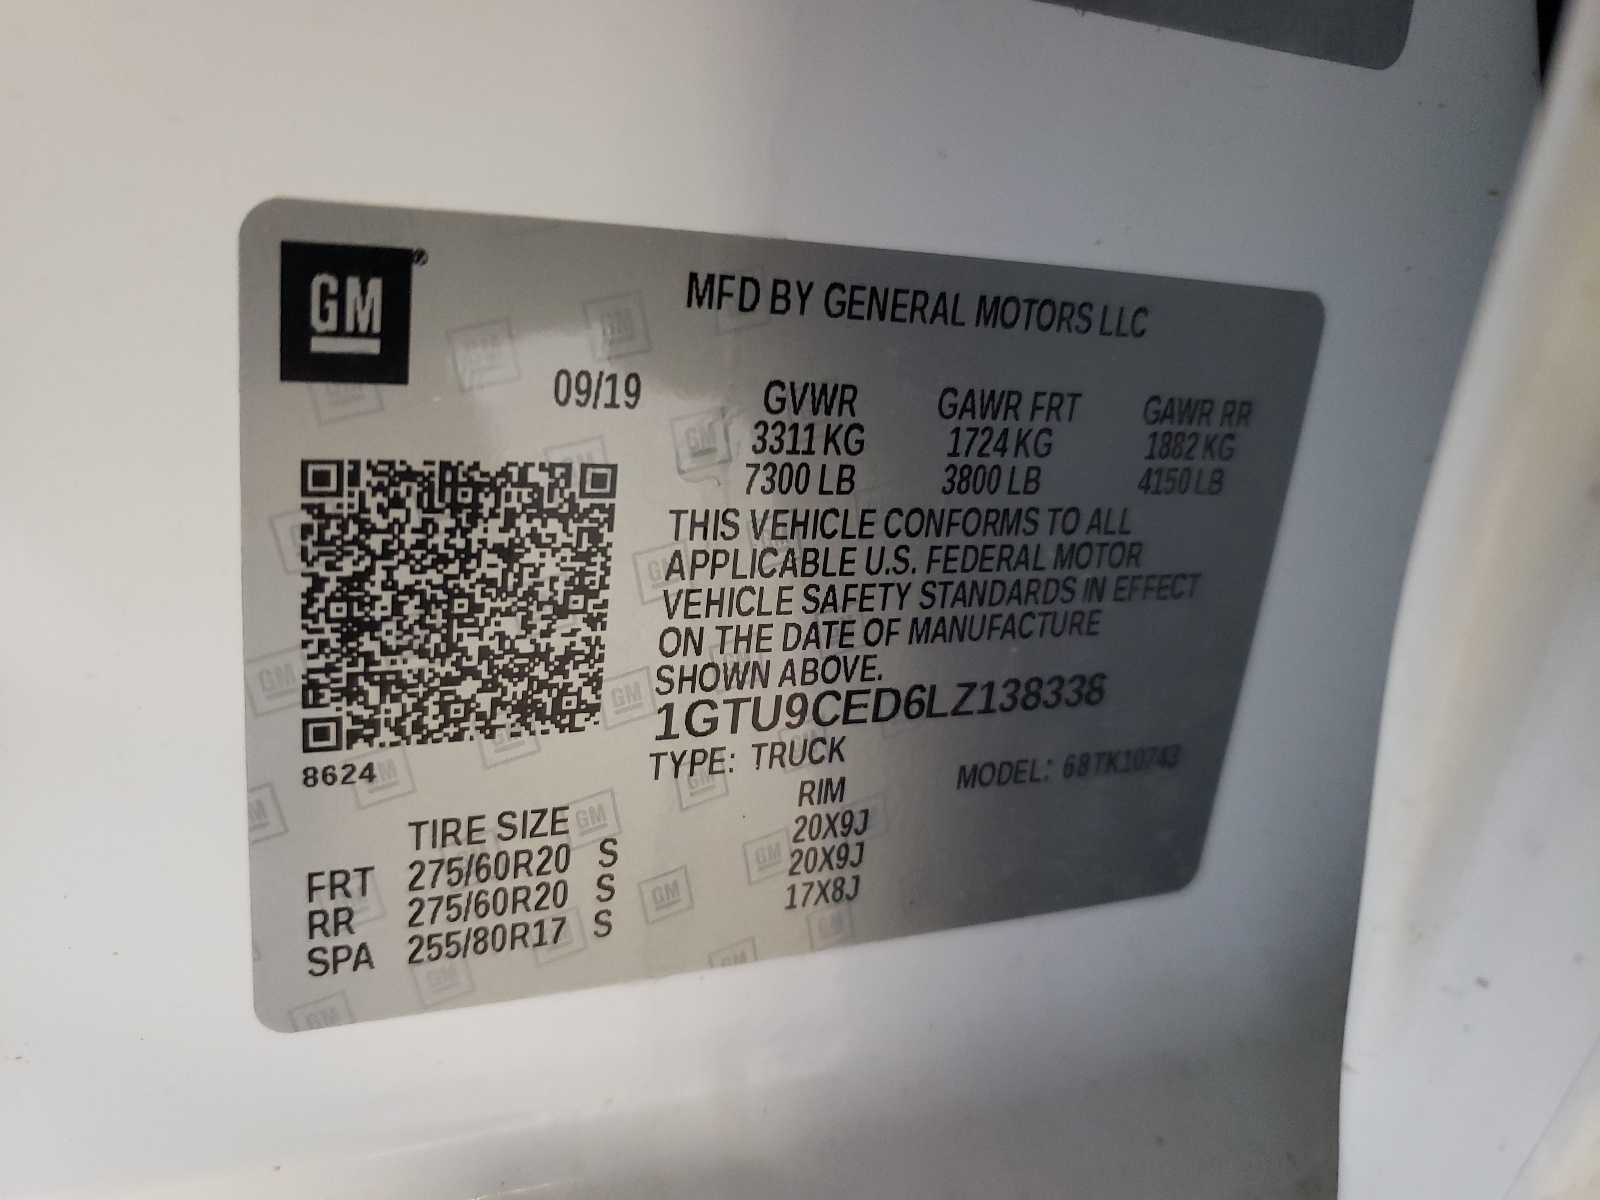 GM
MFD BY GENERAL MOTORS LLC
09/19
GVWR GAWR FRT GAWR RR
3311 KG 1724 KG 1882 KG
7300 LB 3800 LB 4150 LB
THIS VEHICLE CONFORMS TO ALL
APPLICABLE U.S. FEDERAL MOTOR
VEHICLE SAFETY STANDARDS IN EFFECT
ON THE DATE OF MANUFACTURE
SHOWN ABOVE.
1GTU9CED6LZ138338
TYPE: TRUCK MODEL: 68TK10743
8624
TIRE SIZE RIM
FRT 275/60R20 S 20X9J
RR 275/60R20 S 20X9J
SPA 255/80R17 S 17X8J